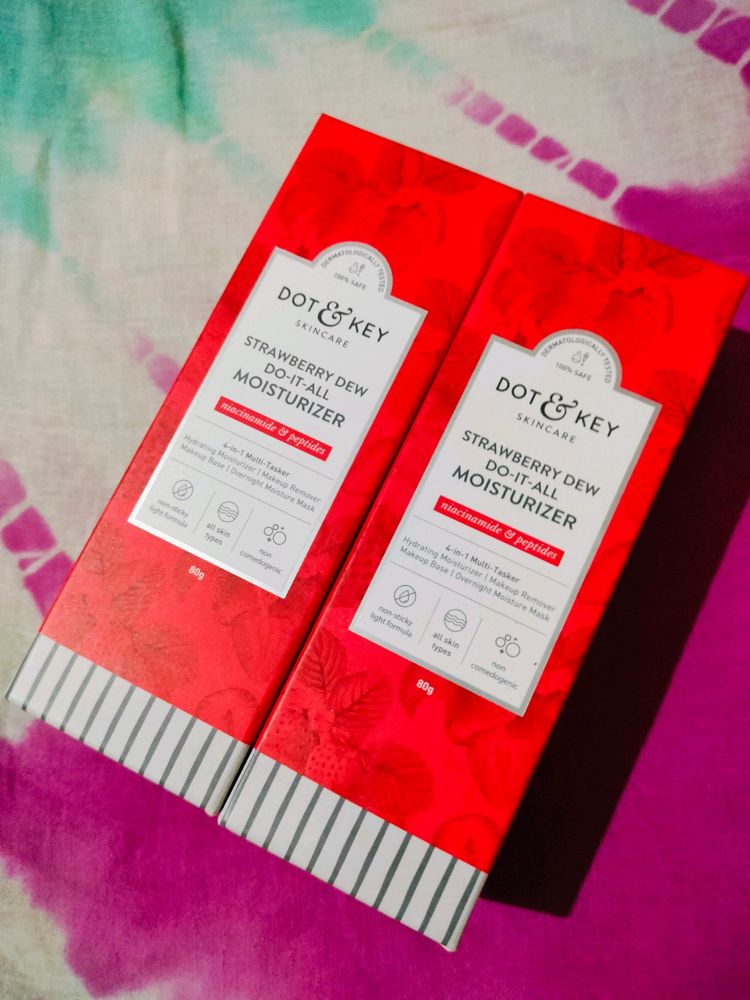 DERMATOLOGICALLY TESTED
100% SAFE
DOT & KEY
SKINCARE
STRAWBERRY DEW
DO-IT-ALL
MOISTURIZER
niacinamide & peptides
4-in-1 Multi-Tasker
Hydrating Moisturizer | Makeup Remover
Makeup Base | Overnight Moisture Mask
non-sticky
light formula
all skin
types
non
comedogenic
80g
DERMATOLOGICALLY TESTED
100% SAFE
DOT & KEY
SKINCARE
STRAWBERRY DEW
DO-IT-ALL
MOISTURIZER
niacinamide & peptides
4-in-1 Multi-Tasker
Hydrating Moisturizer | Makeup Remover
Makeup Base | Overnight Moisture Mask
non-sticky
light formula
all skin
types
non
comedogenic
80g